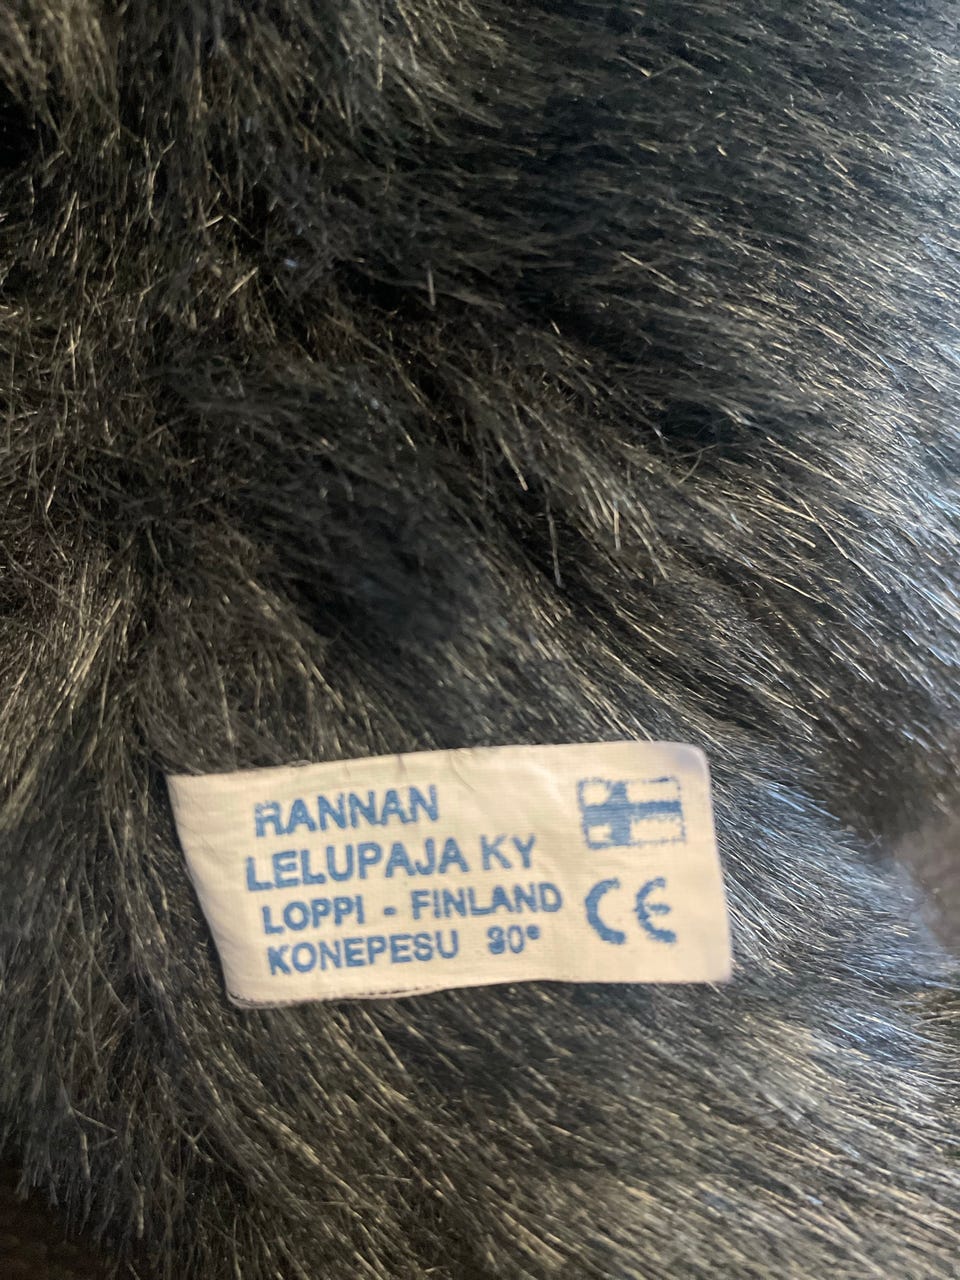 RANNAN
LELUPAJA KY
LOPPI - FINLAND
KONEPESU 30°
CE